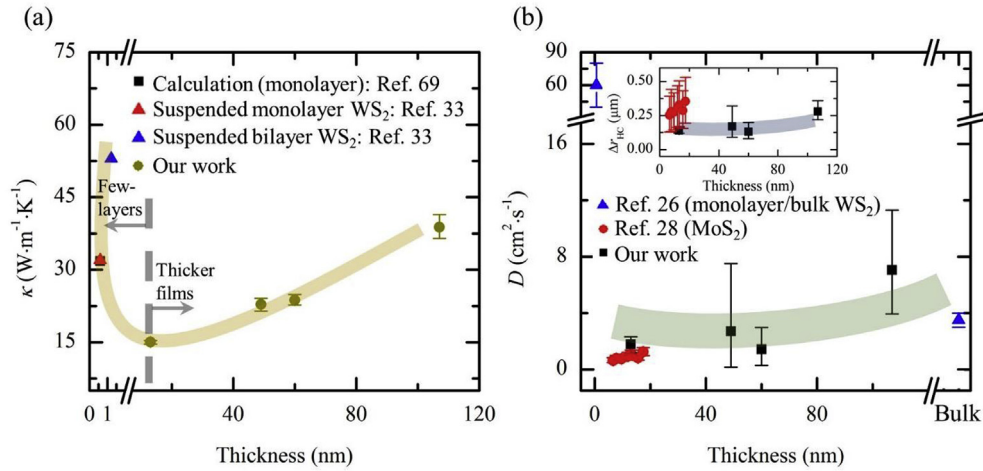 (a)
75
60
45
30
15
κ (W·m⁻¹·K⁻¹)
Calculation (monolayer): Ref. 69
Suspended monolayer WS₂: Ref. 33
Suspended bilayer WS₂: Ref. 33
Our work
Few-
layers
Thicker
films
0 1 40 80 120
Thickness (nm)
(b)
90
60
16
8
0
D (cm²·s⁻¹)
0.50
0.25
0.00
Δr_HC (μm)
0 40 80 120
Thickness (nm)
Ref. 26 (monolayer/bulk WS₂)
Ref. 28 (MoS₂)
Our work
0 40 80 Bulk
Thickness (nm)